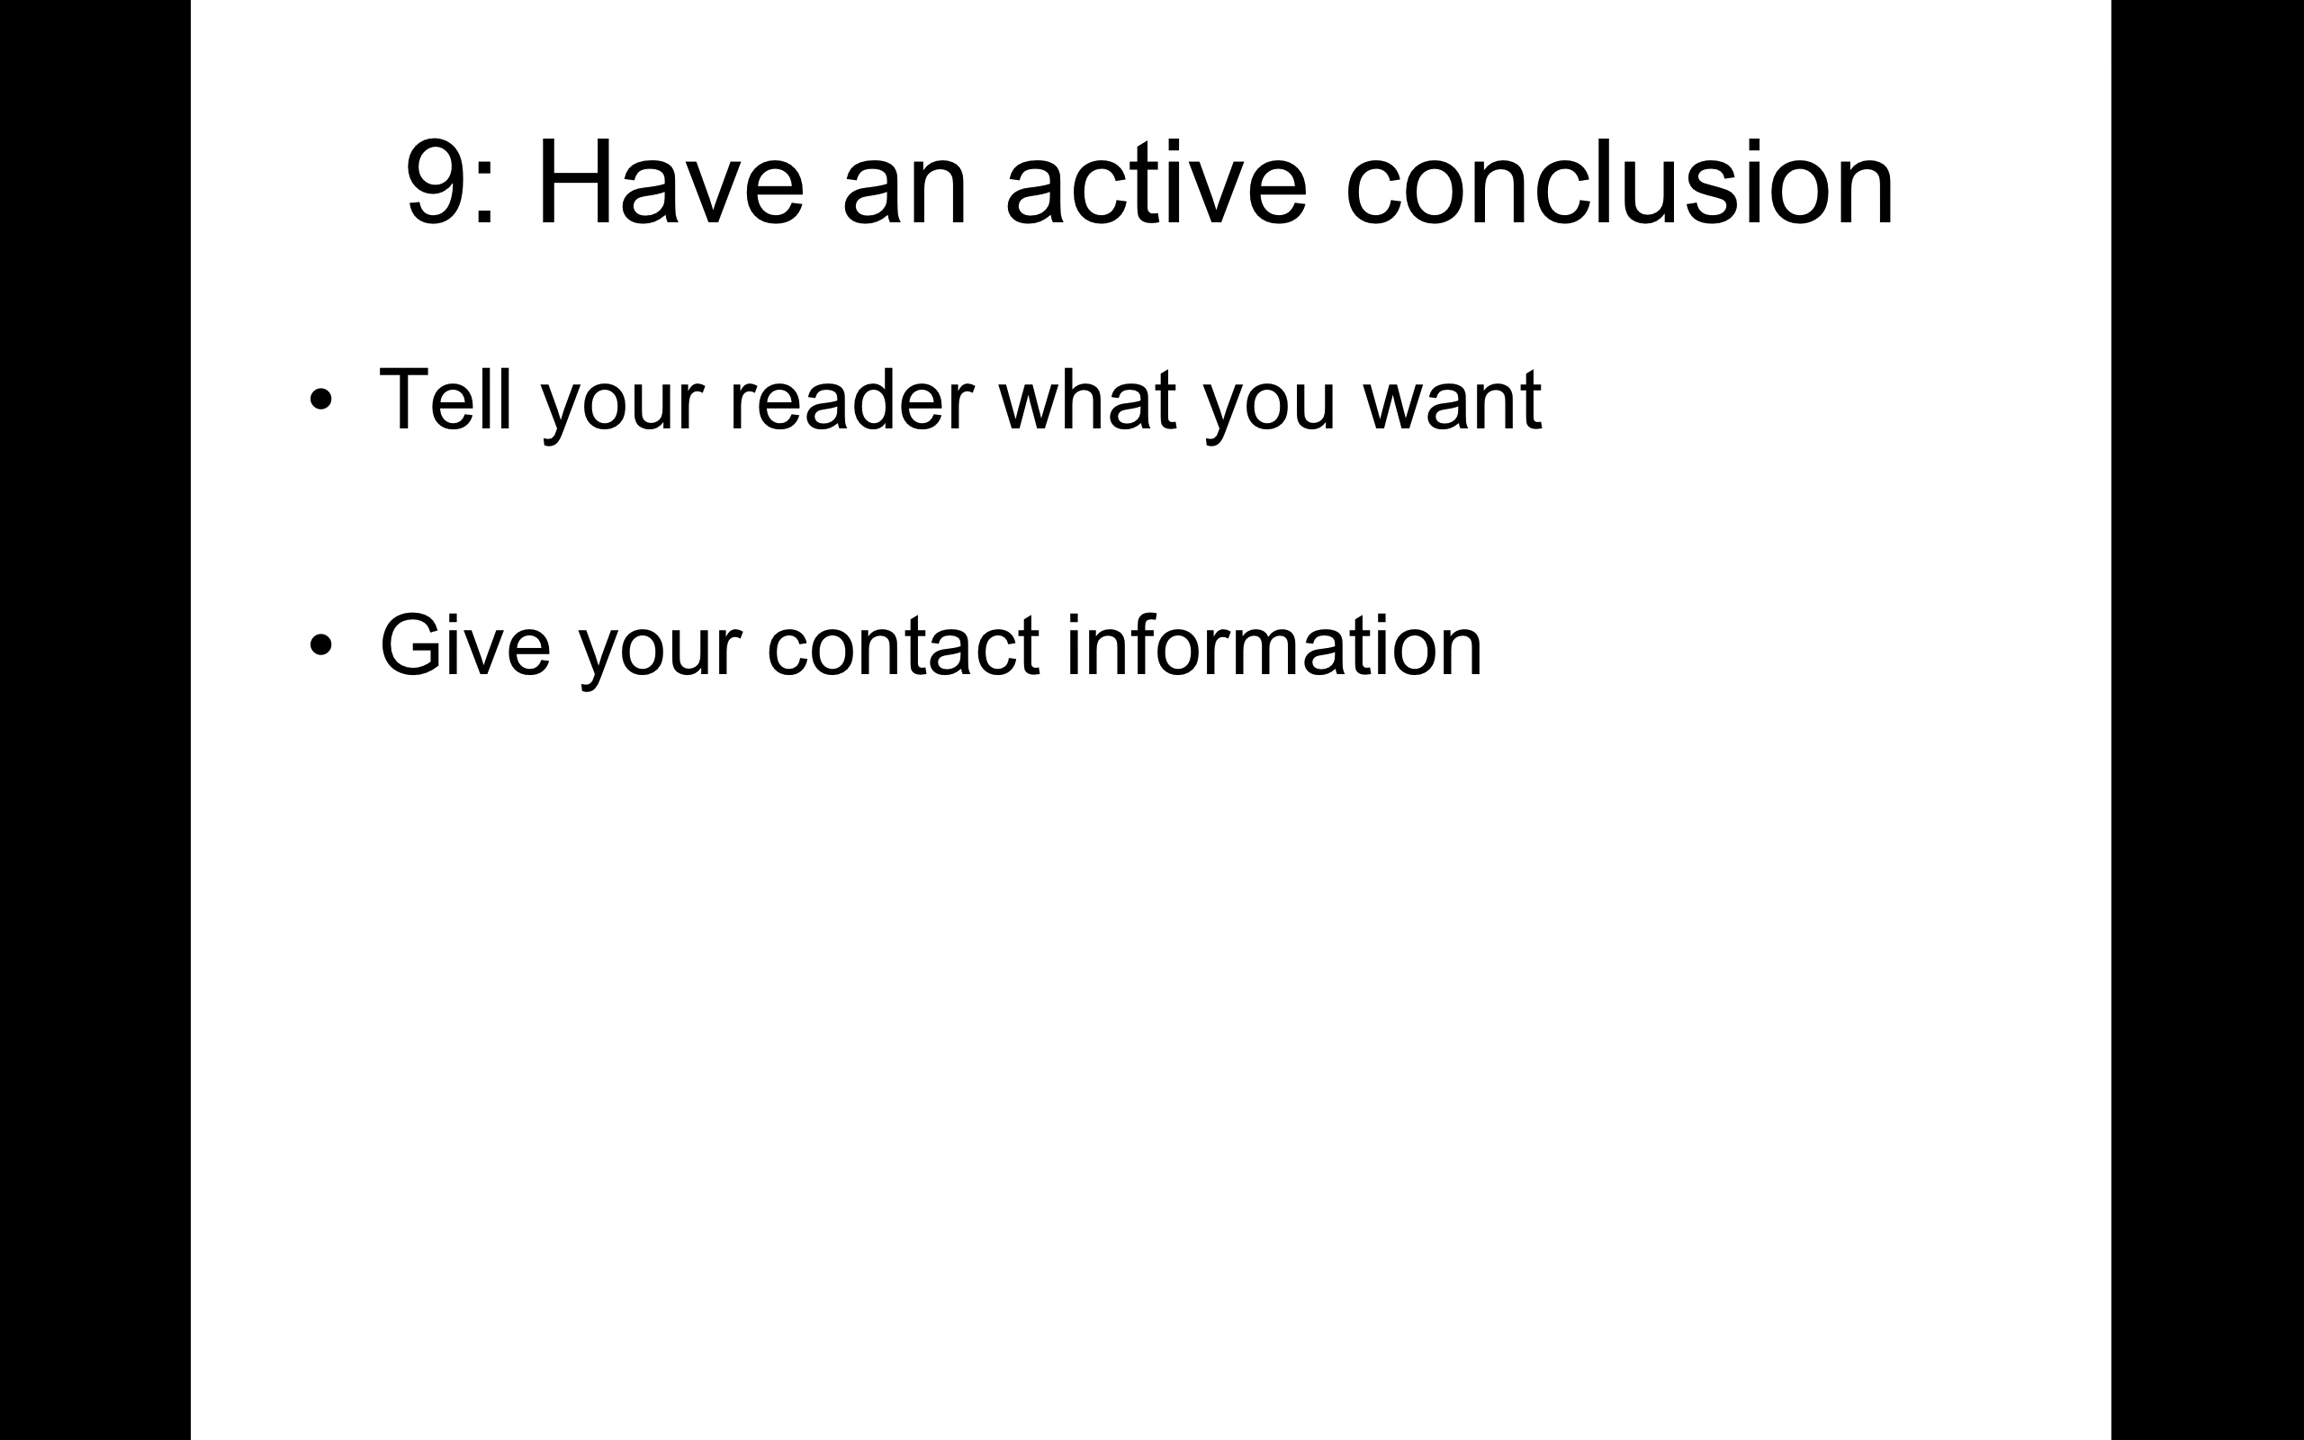 9: Have an active conclusion
• Tell your reader what you want
• Give your contact information